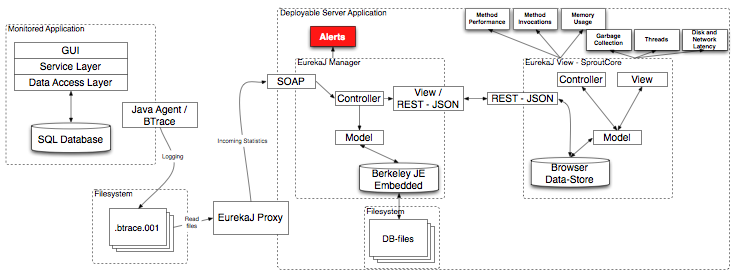 Deployable Server Application
Method
Performance
Method
Invocations
Memory
Usage
Monitored Application
Alerts
Garbage
Collection
Threads
Disk and
Network
Latency
GUI
Service Layer
Data Access Layer
EurekaJ Manager
EurekaJ View - SproutCore
SOAP
Controller
View /
REST - JSON
REST - JSON
Controller
View
Java Agent /
BTrace
SQL Database
Incoming Statistics
Model
Model
Logging
Berkeley JE
Embedded
Browser
Data-Store
Filesystem
.btrace.001
Read
files
EurekaJ Proxy
Filesystem
DB-files